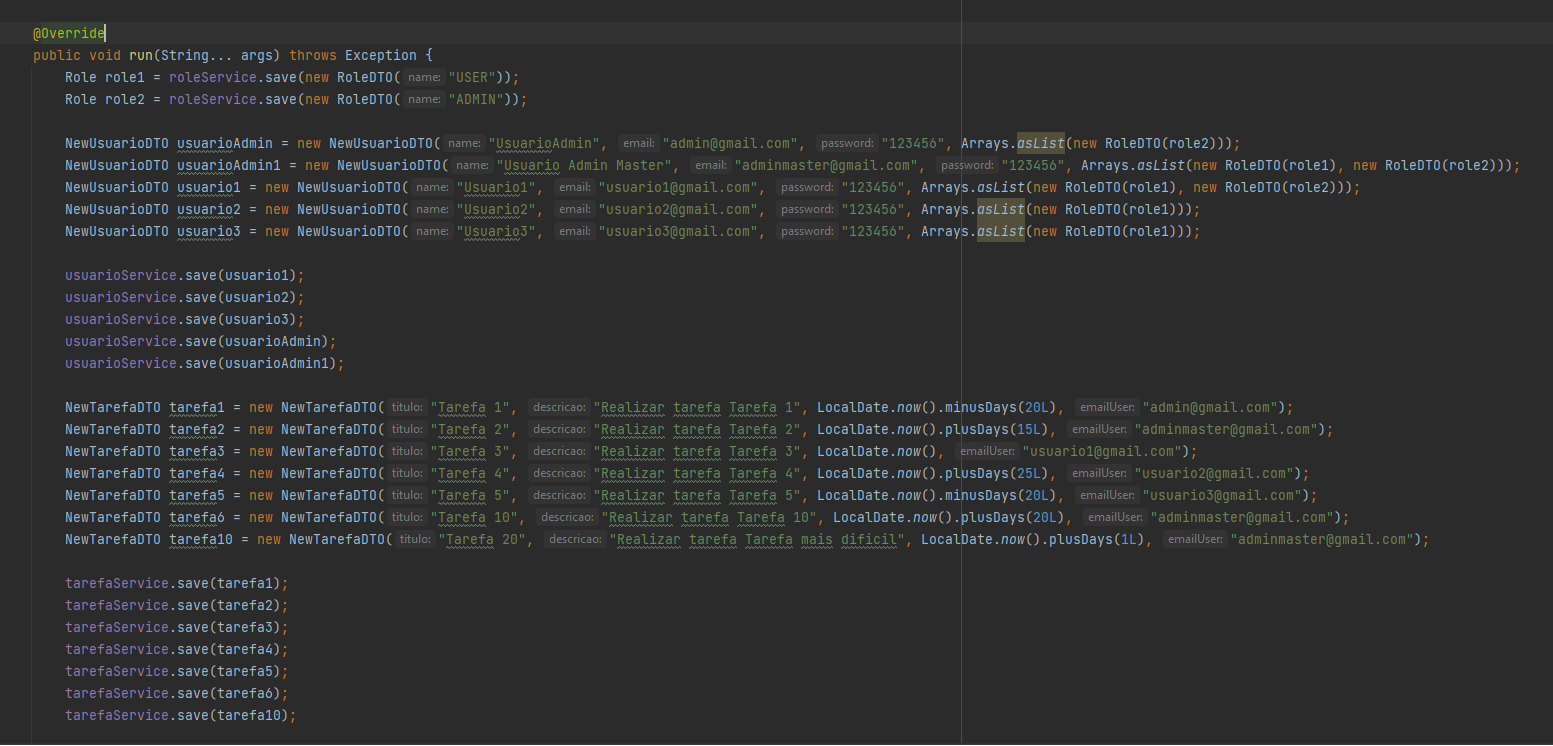 @Override
public void run(String... args) throws Exception {
Role role1 = roleService.save(new RoleDTO( name: "USER"));
Role role2 = roleService.save(new RoleDTO( name: "ADMIN"));
NewUsuarioDTO usuarioAdmin = new NewUsuarioDTO( name: "UsuarioAdmin", email: "admin@gmail.com", password: "123456", Arrays.asList(new RoleDTO(role2)));
NewUsuarioDTO usuarioAdmin1 = new NewUsuarioDTO( name: "Usuario Admin Master", email: "adminmaster@gmail.com", password: "123456", Arrays.asList(new RoleDTO(role1), new RoleDTO(role2)));
NewUsuarioDTO usuario1 = new NewUsuarioDTO( name: "Usuario1", email: "usuario1@gmail.com", password: "123456", Arrays.asList(new RoleDTO(role1), new RoleDTO(role2)));
NewUsuarioDTO usuario2 = new NewUsuarioDTO( name: "Usuario2", email: "usuario2@gmail.com", password: "123456", Arrays.asList(new RoleDTO(role1)));
NewUsuarioDTO usuario3 = new NewUsuarioDTO( name: "Usuario3", email: "usuario3@gmail.com", password: "123456", Arrays.asList(new RoleDTO(role1)));
usuarioService.save(usuario1);
usuarioService.save(usuario2);
usuarioService.save(usuario3);
usuarioService.save(usuarioAdmin);
usuarioService.save(usuarioAdmin1);
NewTarefaDTO tarefa1 = new NewTarefaDTO( titulo: "Tarefa 1", descricao: "Realizar tarefa Tarefa 1", LocalDate.now().minusDays(20L), emailUser: "admin@gmail.com");
NewTarefaDTO tarefa2 = new NewTarefaDTO( titulo: "Tarefa 2", descricao: "Realizar tarefa Tarefa 2", LocalDate.now().plusDays(15L), emailUser: "adminmaster@gmail.com");
NewTarefaDTO tarefa3 = new NewTarefaDTO( titulo: "Tarefa 3", descricao: "Realizar tarefa Tarefa 3", LocalDate.now(), emailUser: "usuario1@gmail.com");
NewTarefaDTO tarefa4 = new NewTarefaDTO( titulo: "Tarefa 4", descricao: "Realizar tarefa Tarefa 4", LocalDate.now().plusDays(25L), emailUser: "usuario2@gmail.com");
NewTarefaDTO tarefa5 = new NewTarefaDTO( titulo: "Tarefa 5", descricao: "Realizar tarefa Tarefa 5", LocalDate.now().minusDays(20L), emailUser: "usuario3@gmail.com");
NewTarefaDTO tarefa6 = new NewTarefaDTO( titulo: "Tarefa 10", descricao: "Realizar tarefa Tarefa 10", LocalDate.now().plusDays(20L), emailUser: "adminmaster@gmail.com");
NewTarefaDTO tarefa10 = new NewTarefaDTO( titulo: "Tarefa 20", descricao: "Realizar tarefa Tarefa mais dificil", LocalDate.now().plusDays(1L), emailUser: "adminmaster@gmail.com");
tarefaService.save(tarefa1);
tarefaService.save(tarefa2);
tarefaService.save(tarefa3);
tarefaService.save(tarefa4);
tarefaService.save(tarefa5);
tarefaService.save(tarefa6);
tarefaService.save(tarefa10);